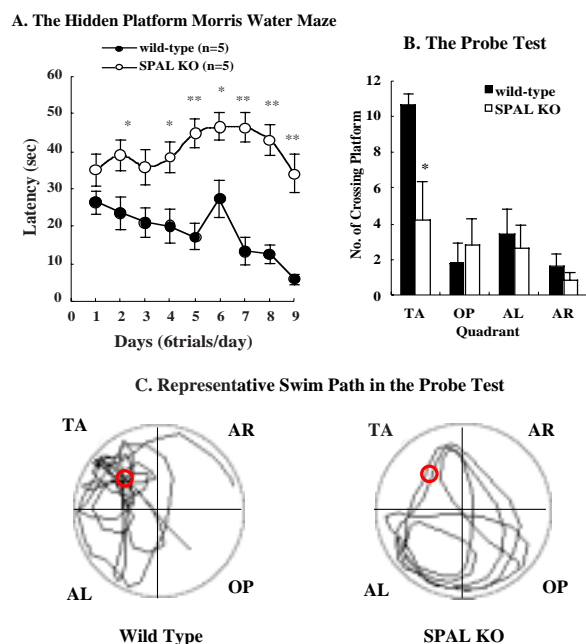 A. The Hidden Platform Morris Water Maze
wild-type (n=5)
SPAL KO (n=5)
60
50
40
30
20
10
0
Latency (sec)
*
*
**
*
**
**
**
0 1 2 3 4 5 6 7 8 9
Days (6trials/day)
B. The Probe Test
wild-type
SPAL KO
12
10
8
6
4
2
0
No. of Crossing Platform
*
TA OP AL AR
Quadrant
C. Representative Swim Path in the Probe Test
TA AR
AL OP
Wild Type
TA AR
AL OP
SPAL KO